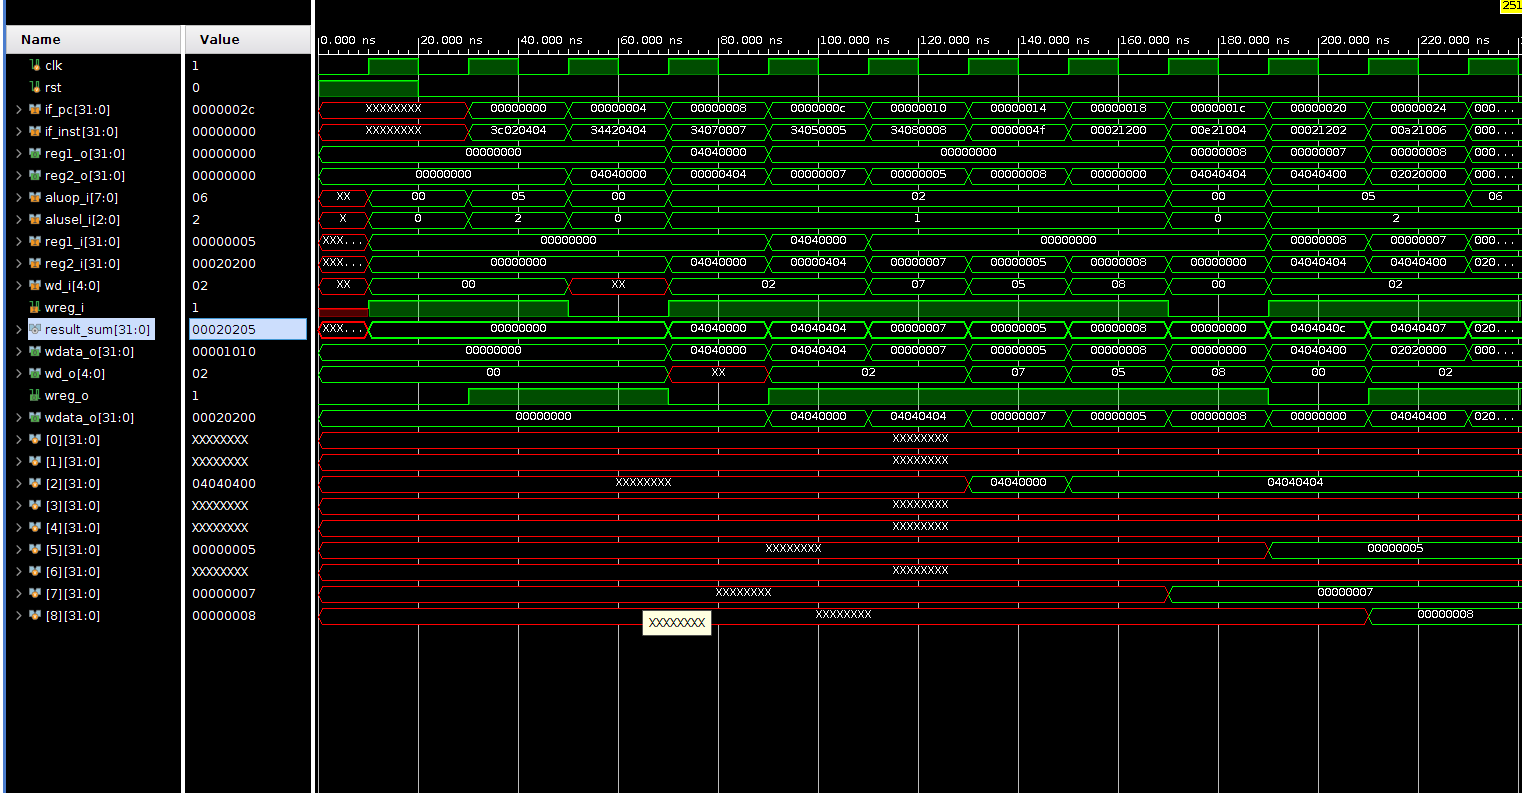 251
Name Value
0.000 ns 20.000 ns 40.000 ns 60.000 ns 80.000 ns 100.000 ns 120.000 ns 140.000 ns 160.000 ns 180.000 ns 200.000 ns 220.000 ns
clk 1
rst 0
if_pc[31:0] 0000002c XXXXXXXX 00000000 00000004 00000008 0000000c 00000010 00000014 00000018 0000001c 00000020 00000024 000...
if_inst[31:0] 00000000 XXXXXXXX 3c020404 34420404 34070007 34050005 34080008 0000004f 00021200 00e21004 00021202 00a21006 000...
reg1_o[31:0] 00000000 00000000 04040000 00000000 00000008 00000007 00000008 000...
reg2_o[31:0] 00000000 00000000 04040000 00000404 00000007 00000005 00000008 00000000 04040404 04040400 02020000 000...
aluop_i[7:0] 06 XX 00 05 00 02 00 05 06
alusel_i[2:0] 2 X 0 2 0 1 0 2
reg1_i[31:0] 00000005 XXX... 00000000 04040000 00000000 00000008 00000007 000...
reg2_i[31:0] 00020200 XXX... 00000000 04040000 00000404 00000007 00000005 00000008 00000000 04040404 04040400 020...
wd_i[4:0] 02 XX 00 XX 02 07 05 08 00 02
wreg_i 1
result_sum[31:0] 00020205 XXX... 00000000 04040000 04040404 00000007 00000005 00000008 00000000 0404040c 04040407 020...
wdata_o[31:0] 00001010 00000000 04040000 04040404 00000007 00000005 00000008 00000000 04040400 02020000 000...
wd_o[4:0] 02 00 XX 02 07 05 08 00 02
wreg_o 1
wdata_o[31:0] 00020200 00000000 04040000 04040404 00000007 00000005 00000008 00000000 04040400 020...
[0][31:0] XXXXXXXX XXXXXXXX
[1][31:0] XXXXXXXX XXXXXXXX
[2][31:0] 04040400 XXXXXXXX 04040000 04040404
[3][31:0] XXXXXXXX XXXXXXXX
[4][31:0] XXXXXXXX XXXXXXXX
[5][31:0] 00000005 XXXXXXXX 00000005
[6][31:0] XXXXXXXX XXXXXXXX
[7][31:0] 00000007 XXXXXXXX 00000007
[8][31:0] 00000008 XXXXXXXX 00000008
XXXXXXXX